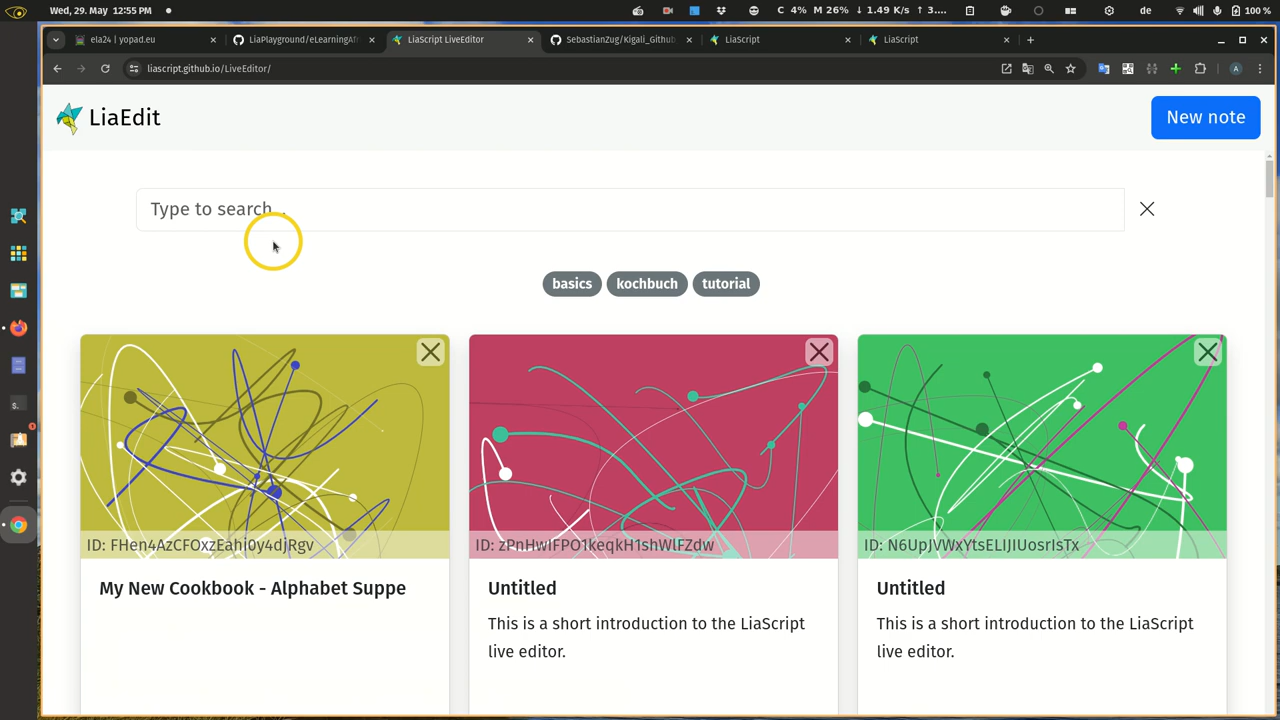 Wed, 29. May 12:55 PM
C 4% M 26% ↓ 1.49 K/s ↑ 3....
de
100 %
ela24 | yopad.eu
LiaPlayground/eLearningAfr
LiaScript LiveEditor
SebastianZug/Kigali_Github
LiaScript
LiaScript
liascript.github.io/LiveEditor/
A
LiaEdit
New note
Type to search...
basics
kochbuch
tutorial
ID: FHen4AzCFOxzEahi0y4djRgv
ID: zPnHwIFPO1keqkH1shWlFZdw
ID: N6UpJVWxYtsELIJIUosrIsTx
My New Cookbook - Alphabet Suppe
Untitled
Untitled
This is a short introduction to the LiaScript
live editor.
This is a short introduction to the LiaScript
live editor.